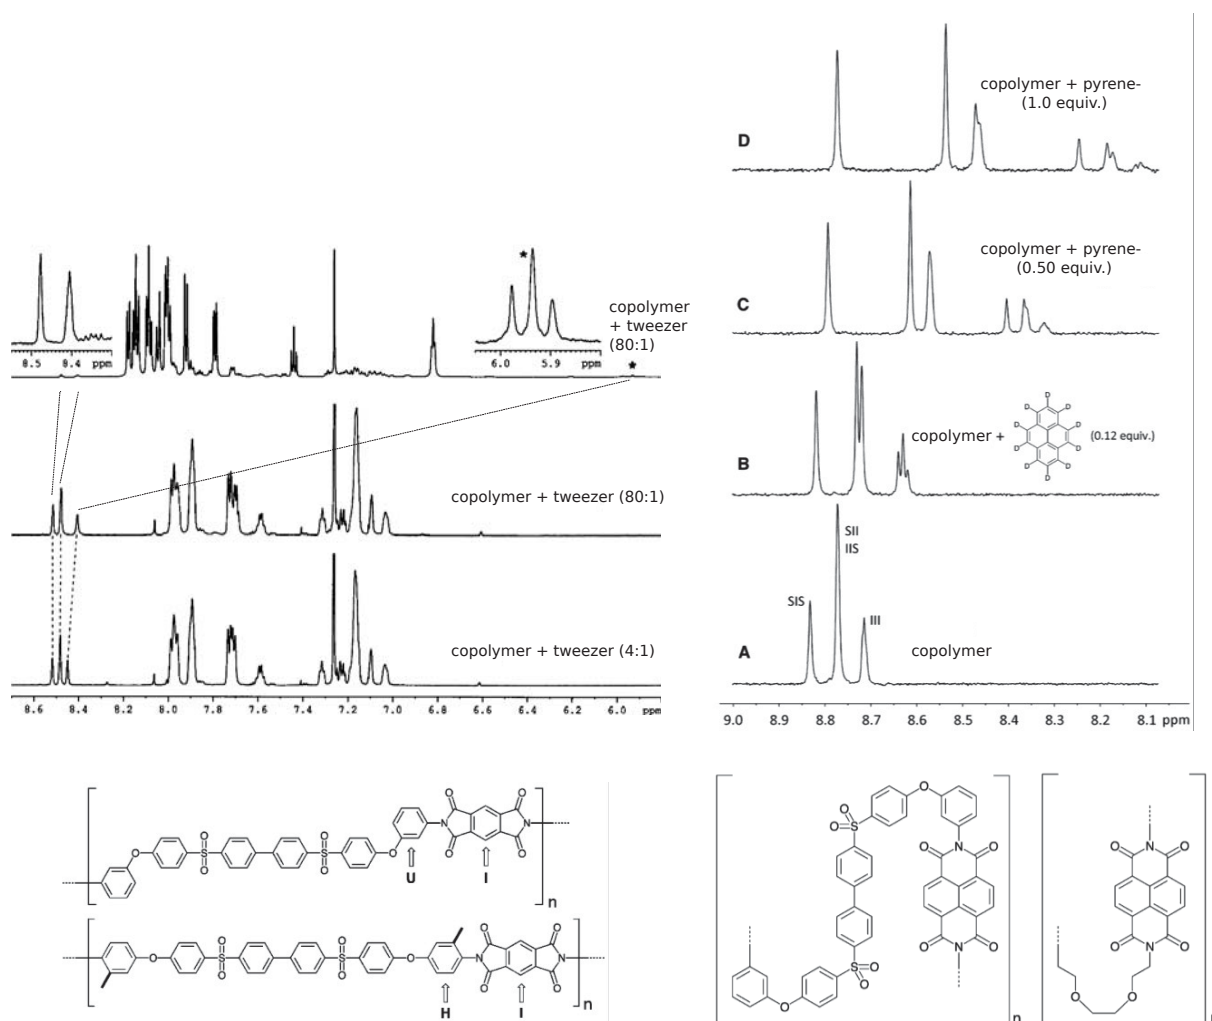 copolymer + pyrene-
(1.0 equiv.)
D
copolymer + pyrene-
(0.50 equiv.)
C
copolymer +
D D D D D D D D D D
(0.12 equiv.)
B
SII
IIS
SIS
III
A
copolymer
9.0 8.8 8.7 8.5 8.4 8.3 8.2 8.1 ppm
*
copolymer
+ tweezer
(80:1)
8.5 8.4 ppm
6.0 5.9 ppm
*
copolymer + tweezer (80:1)
copolymer + tweezer (4:1)
8.6 8.4 8.2 8.0 7.8 7.6 7.4 7.2 7.0 6.8 6.6 6.4 6.2 6.0 ppm
O O S O O O S O O O N O O N O O
U I
n
O O S O O O S O O O N O O N O O
H I
n
O O S O O N O O N O O O S O O
n
O N O O N O O O